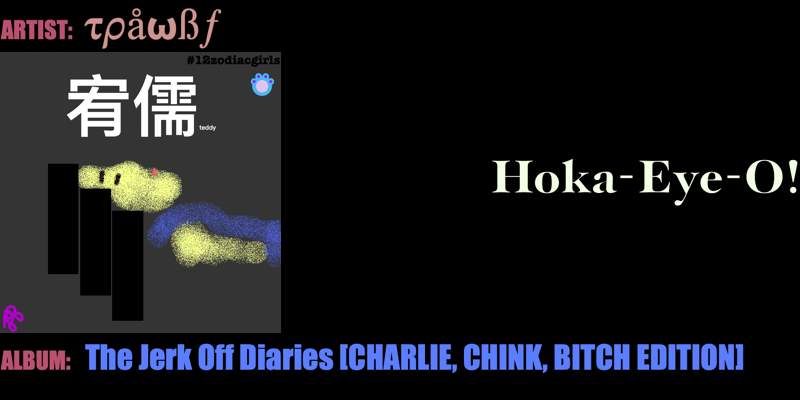 ARTIST: τρåωßƒ
#12zodiacgirls
宥儒
teddy
Hoka-Eye-O!
ALBUM: The Jerk Off Diaries [CHARLIE, CHINK, BITCH EDITION]